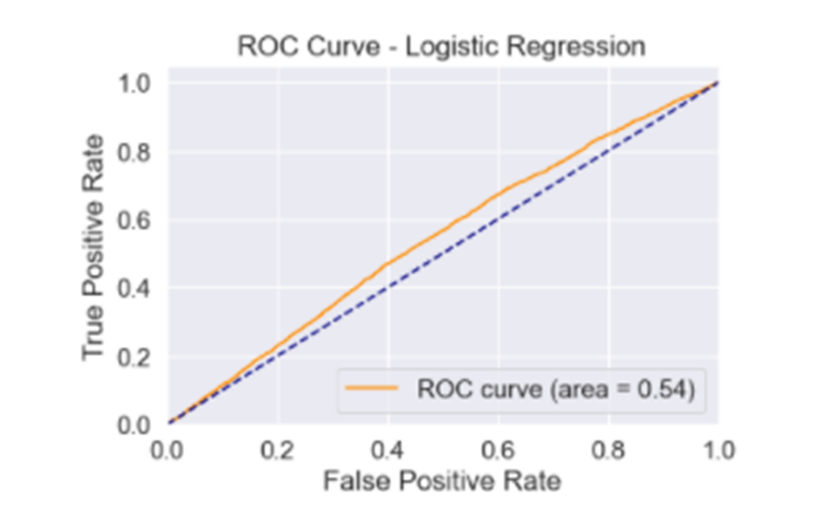 ROC Curve - Logistic Regression
1.0
0.8
0.6
0.4
0.2
0.0
True Positive Rate
ROC curve (area = 0.54)
0.0 0.2 0.4 0.6 0.8 1.0
False Positive Rate